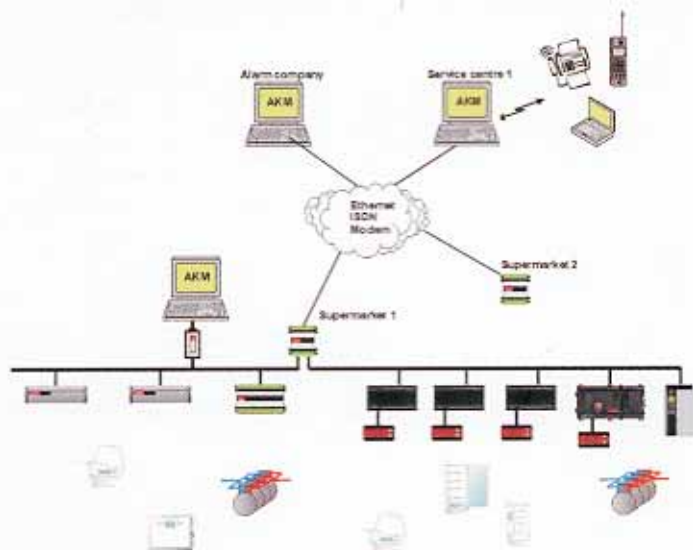 Alarm company
Service centre 1
AKM
AKM
Ethernet
ISDN
Modem
Supermarket 2
AKM
Supermarket 1